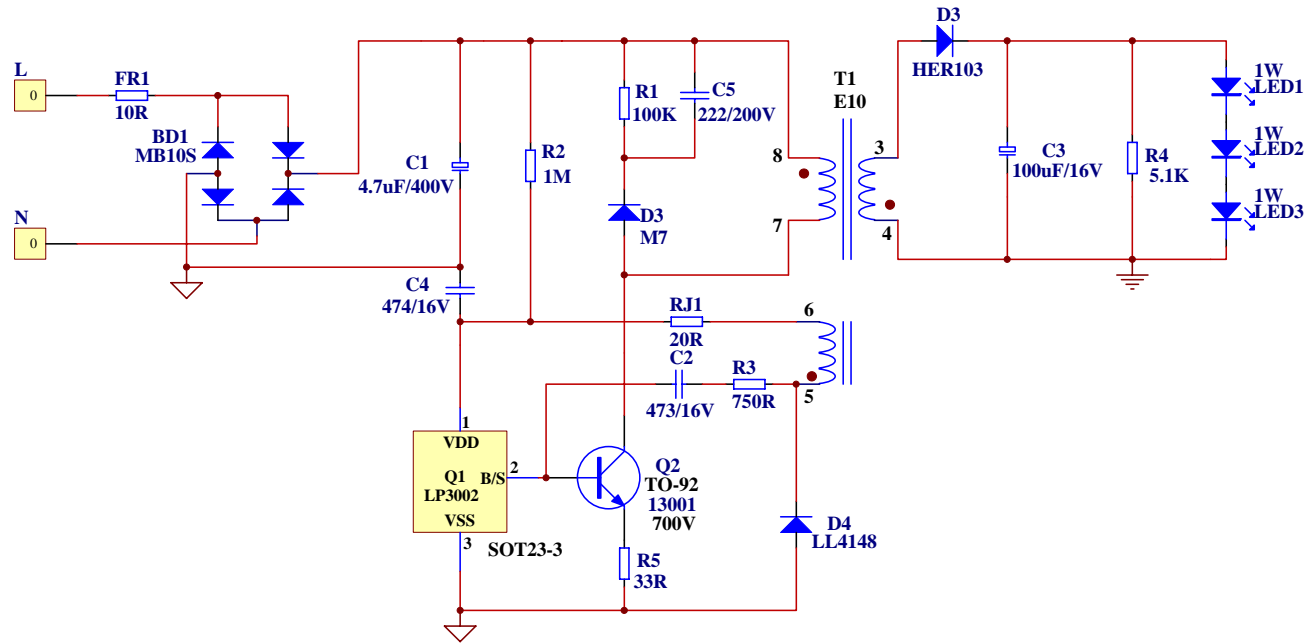 L
0
FR1
10R
BD1
MB10S
N
0
C1
4.7uF/400V
C4
474/16V
R2
1M
R1
100K
C5
222/200V
D3
M7
T1
E10
8
7
3
4
D3
HER103
C3
100uF/16V
R4
5.1K
1W
LED1
1W
LED2
1W
LED3
RJ1
20R
C2
473/16V
R3
750R
6
5
1
VDD
Q1
LP3002
B/S
2
VSS
3
SOT23-3
Q2
TO-92
13001
700V
R5
33R
D4
LL4148